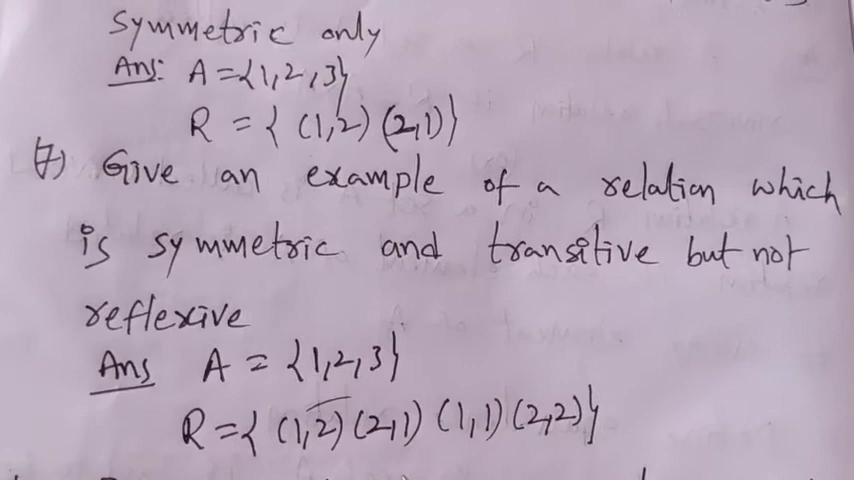 Symmetric only
Ans: A = {1,2,3}
R = { (1,2) (2,1)}
7) Give an example of a relation which
is symmetric and transitive but not
reflexive
Ans A = {1,2,3}
R = { (1,2) (2,1) (1,1) (2,2)}